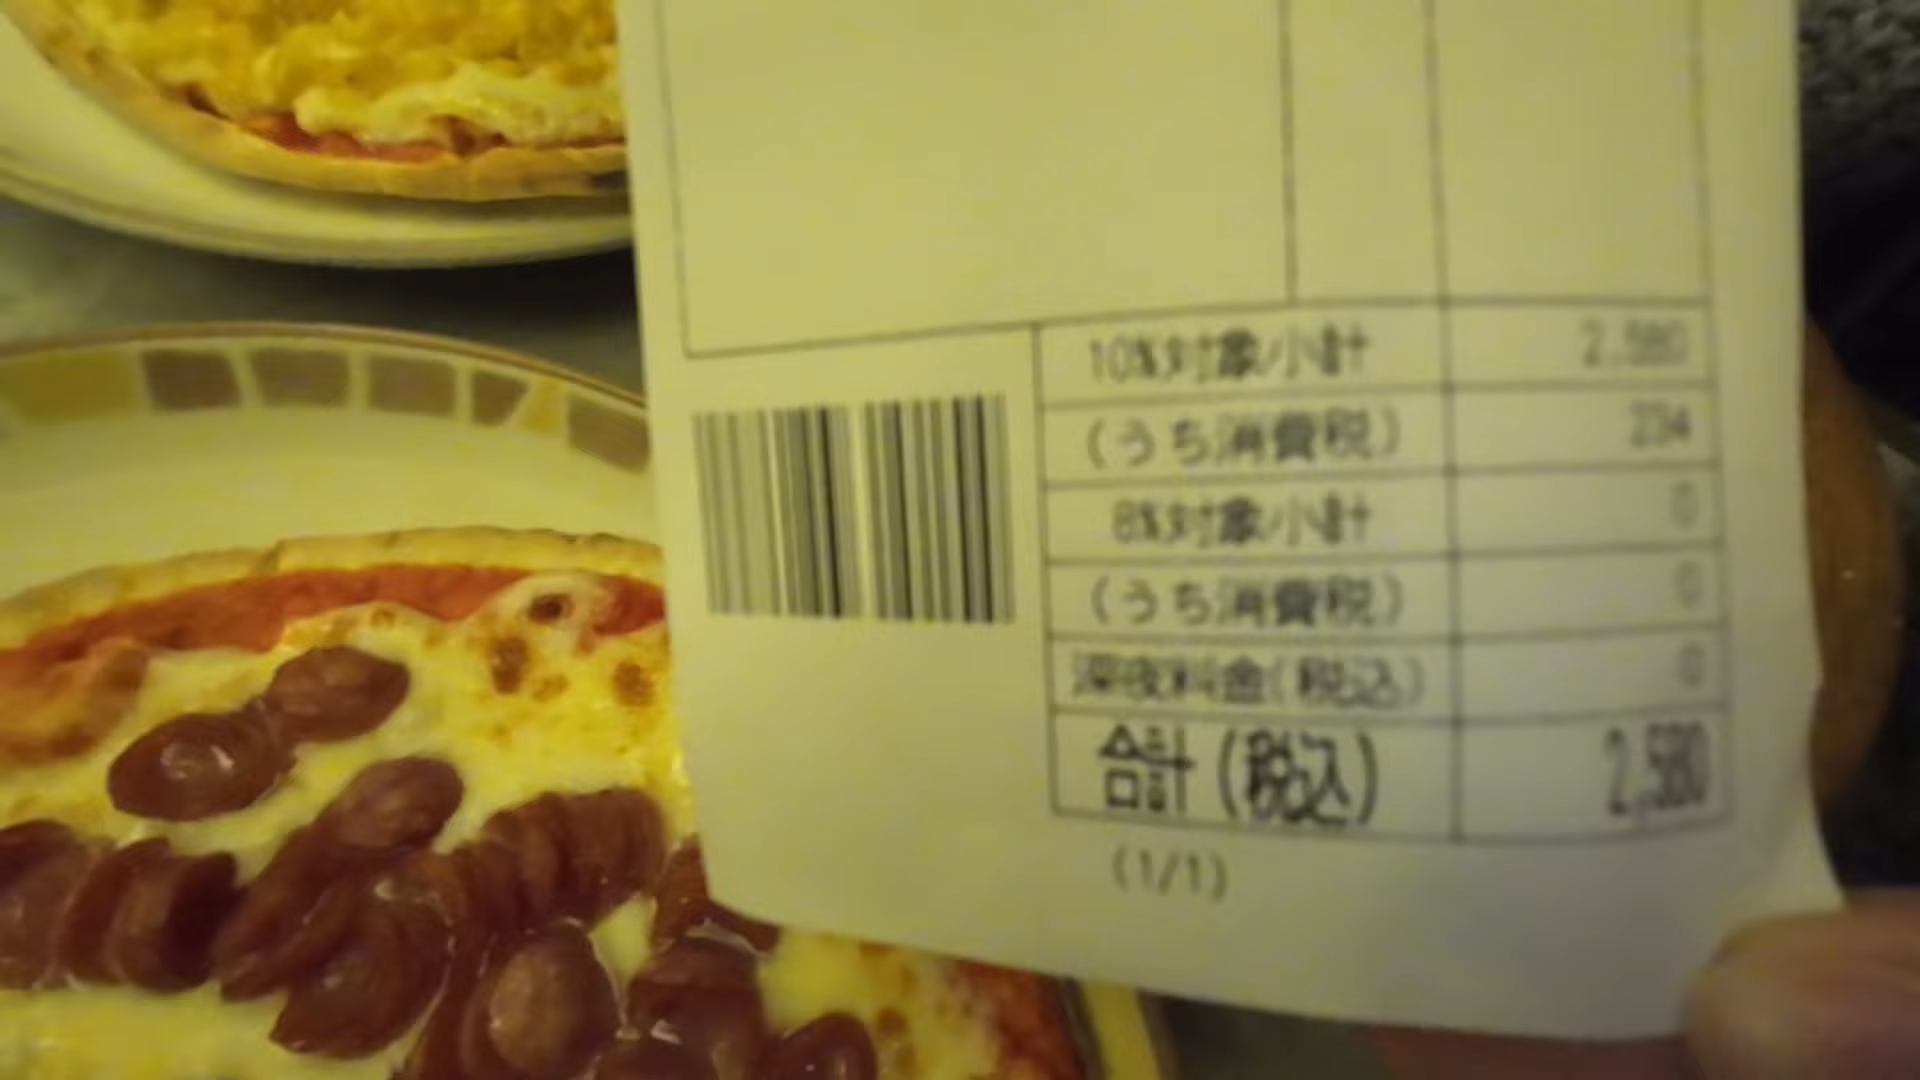 10%対象小計 2,580
(うち消費税) 234
8%対象小計 0
(うち消費税) 0
深夜料金(税込) 0
合計(税込) 2,580
(1/1)